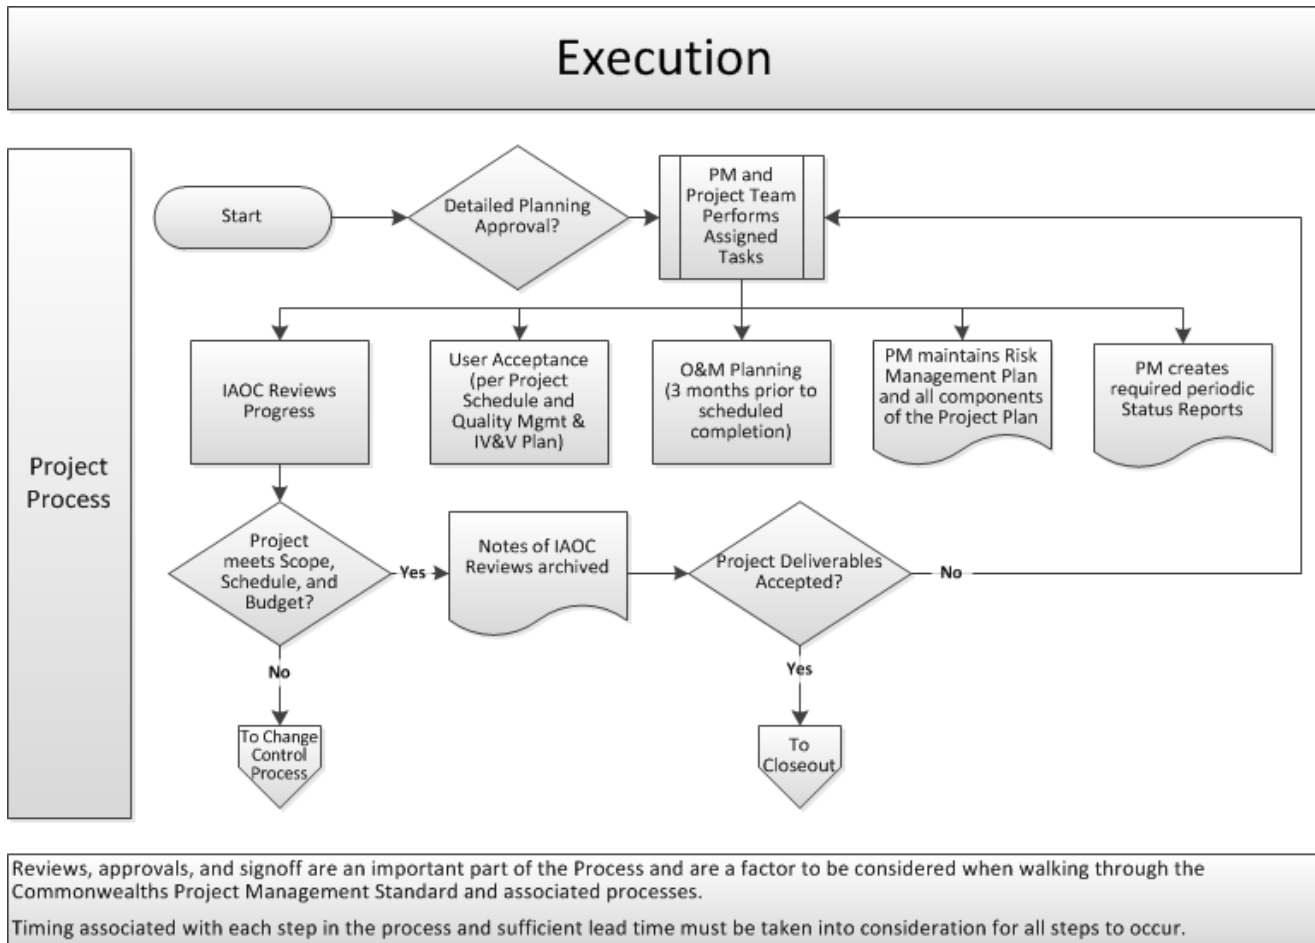 Execution
Project
Process
Start
Detailed Planning
Approval?
PM and
Project Team
Performs
Assigned
Tasks
IAOC Reviews
Progress
User Acceptance
(per Project
Schedule and
Quality Mgmt &
IV&V Plan)
O&M Planning
(3 months prior to
scheduled
completion)
PM maintains Risk
Management Plan
and all components
of the Project Plan
PM creates
required periodic
Status Reports
Project
meets Scope,
Schedule, and
Budget?
Yes
Notes of IAOC
Reviews archived
Project Deliverables
Accepted?
No
No
Yes
To Change
Control
Process
To
Closeout
Reviews, approvals, and signoff are an important part of the Process and are a factor to be considered when walking through the
Commonwealths Project Management Standard and associated processes.
Timing associated with each step in the process and sufficient lead time must be taken into consideration for all steps to occur.